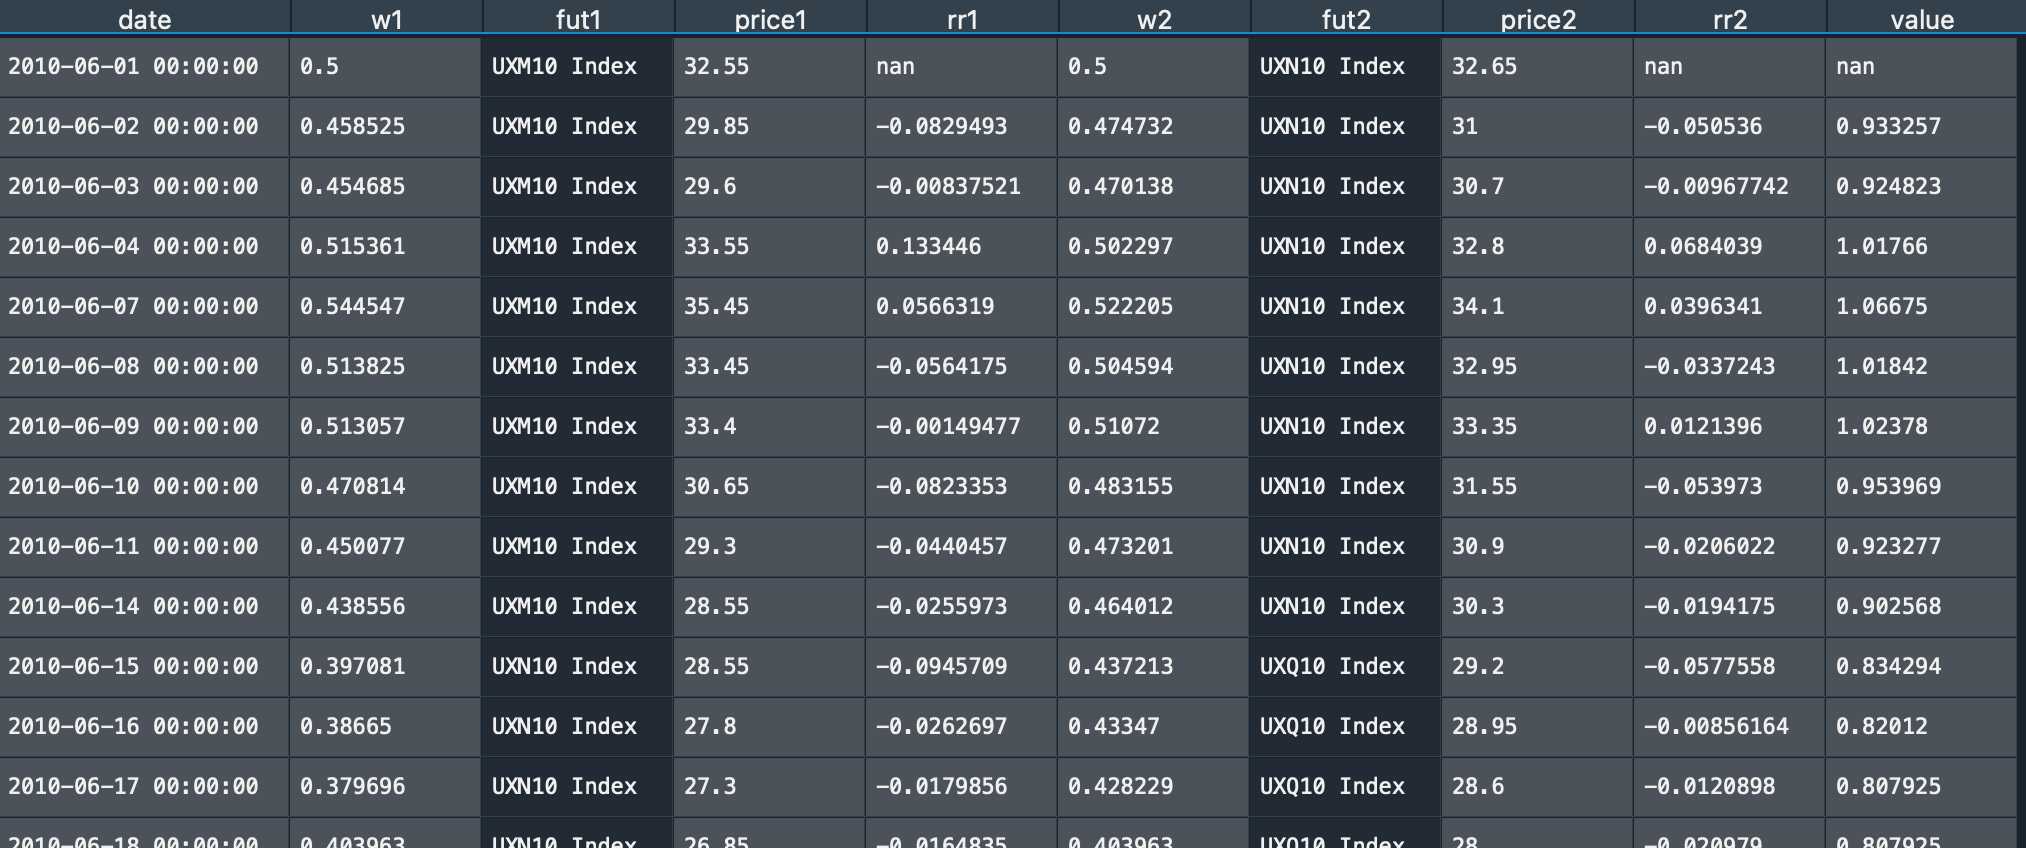 date w1 fut1 price1 rr1 w2 fut2 price2 rr2 value
2010-06-01 00:00:00 0.5 UXM10 Index 32.55 nan 0.5 UXN10 Index 32.65 nan nan
2010-06-02 00:00:00 0.458525 UXM10 Index 29.85 -0.0829493 0.474732 UXN10 Index 31 -0.050536 0.933257
2010-06-03 00:00:00 0.454685 UXM10 Index 29.6 -0.00837521 0.470138 UXN10 Index 30.7 -0.00967742 0.924823
2010-06-04 00:00:00 0.515361 UXM10 Index 33.55 0.133446 0.502297 UXN10 Index 32.8 0.0684039 1.01766
2010-06-07 00:00:00 0.544547 UXM10 Index 35.45 0.0566319 0.522205 UXN10 Index 34.1 0.0396341 1.06675
2010-06-08 00:00:00 0.513825 UXM10 Index 33.45 -0.0564175 0.504594 UXN10 Index 32.95 -0.0337243 1.01842
2010-06-09 00:00:00 0.513057 UXM10 Index 33.4 -0.00149477 0.51072 UXN10 Index 33.35 0.0121396 1.02378
2010-06-10 00:00:00 0.470814 UXM10 Index 30.65 -0.0823353 0.483155 UXN10 Index 31.55 -0.053973 0.953969
2010-06-11 00:00:00 0.450077 UXM10 Index 29.3 -0.0440457 0.473201 UXN10 Index 30.9 -0.0206022 0.923277
2010-06-14 00:00:00 0.438556 UXM10 Index 28.55 -0.0255973 0.464012 UXN10 Index 30.3 -0.0194175 0.902568
2010-06-15 00:00:00 0.397081 UXN10 Index 28.55 -0.0945709 0.437213 UXQ10 Index 29.2 -0.0577558 0.834294
2010-06-16 00:00:00 0.38665 UXN10 Index 27.8 -0.0262697 0.43347 UXQ10 Index 28.95 -0.00856164 0.82012
2010-06-17 00:00:00 0.379696 UXN10 Index 27.3 -0.0179856 0.428229 UXQ10 Index 28.6 -0.0120898 0.807925
2010-06-18 00:00:00 0.403963 UXN10 Index 26.85 -0.0164835 0.403963 UXQ10 Index 28 -0.020979 0.807925